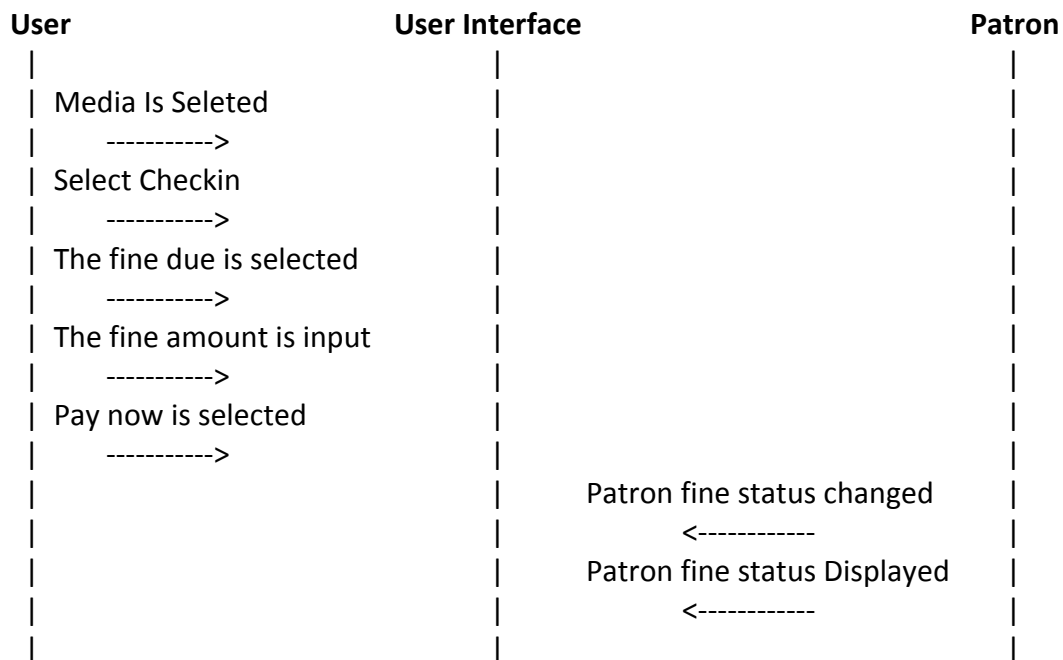 User User Interface Patron
| | |
| Media Is Seleted | |
| -----------> | |
| Select Checkin | |
| -----------> | |
| The fine due is selected | |
| -----------> | |
| The fine amount is input | |
| -----------> | |
| Pay now is selected | |
| -----------> | |
| | Patron fine status changed |
| | <------------ |
| | Patron fine status Displayed |
| | <------------ |
| | |